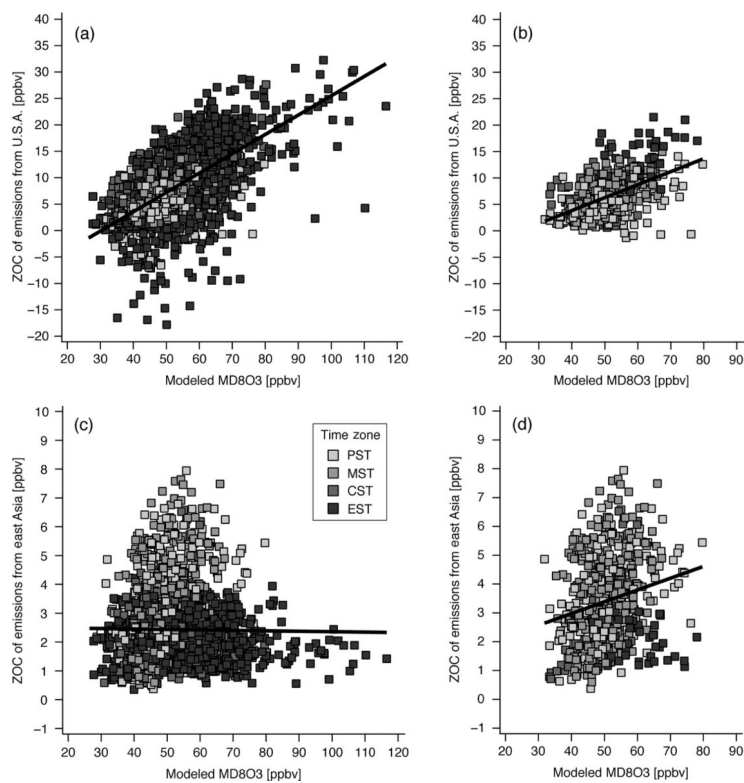 (a)
ZOC of emissions from U.S.A. [ppbv]
40
35
30
25
20
15
10
5
0
−5
−10
−15
−20
20 30 40 50 60 70 80 90 100 110 120
Modeled MD8O3 [ppbv]
(b)
ZOC of emissions from U.S.A. [ppbv]
40
35
30
25
20
15
10
5
0
−5
−10
−15
−20
20 30 40 50 60 70 80 90
Modeled MD8O3 [ppbv]
(c)
Time zone
PST
MST
CST
EST
ZOC of emissions from east Asia [ppbv]
10
9
8
7
6
5
4
3
2
1
0
−1
20 30 40 50 60 70 80 90 100 110 120
Modeled MD8O3 [ppbv]
(d)
ZOC of emissions from east Asia [ppbv]
10
9
8
7
6
5
4
3
2
1
0
−1
20 30 40 50 60 70 80 90
Modeled MD8O3 [ppbv]